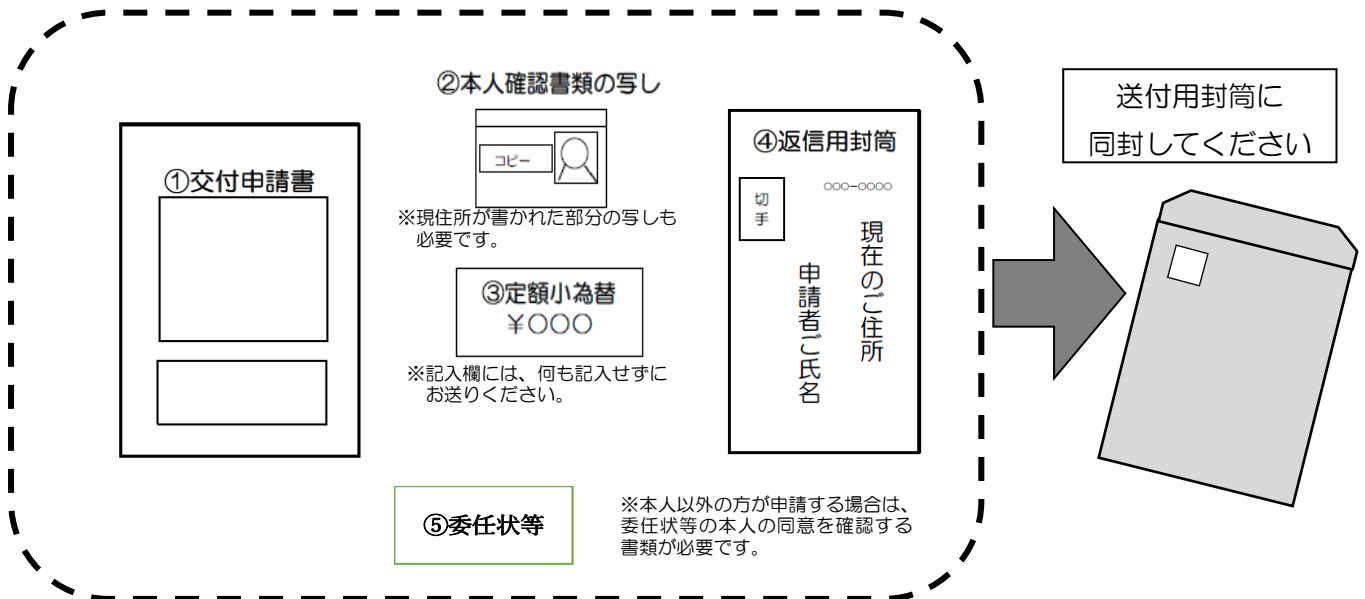 ①交付申請書
②本人確認書類の写し
コピー
※現住所が書かれた部分の写しも
必要です。
③定額小為替
￥〇〇〇
※記入欄には、何も記入せずに
お送りください。
④返信用封筒
切手
○○○-○○○○
現在のご住所
申請者ご氏名
⑤委任状等
※本人以外の方が申請する場合は、
委任状等の本人の同意を確認する
書類が必要です。
送付用封筒に
同封してください